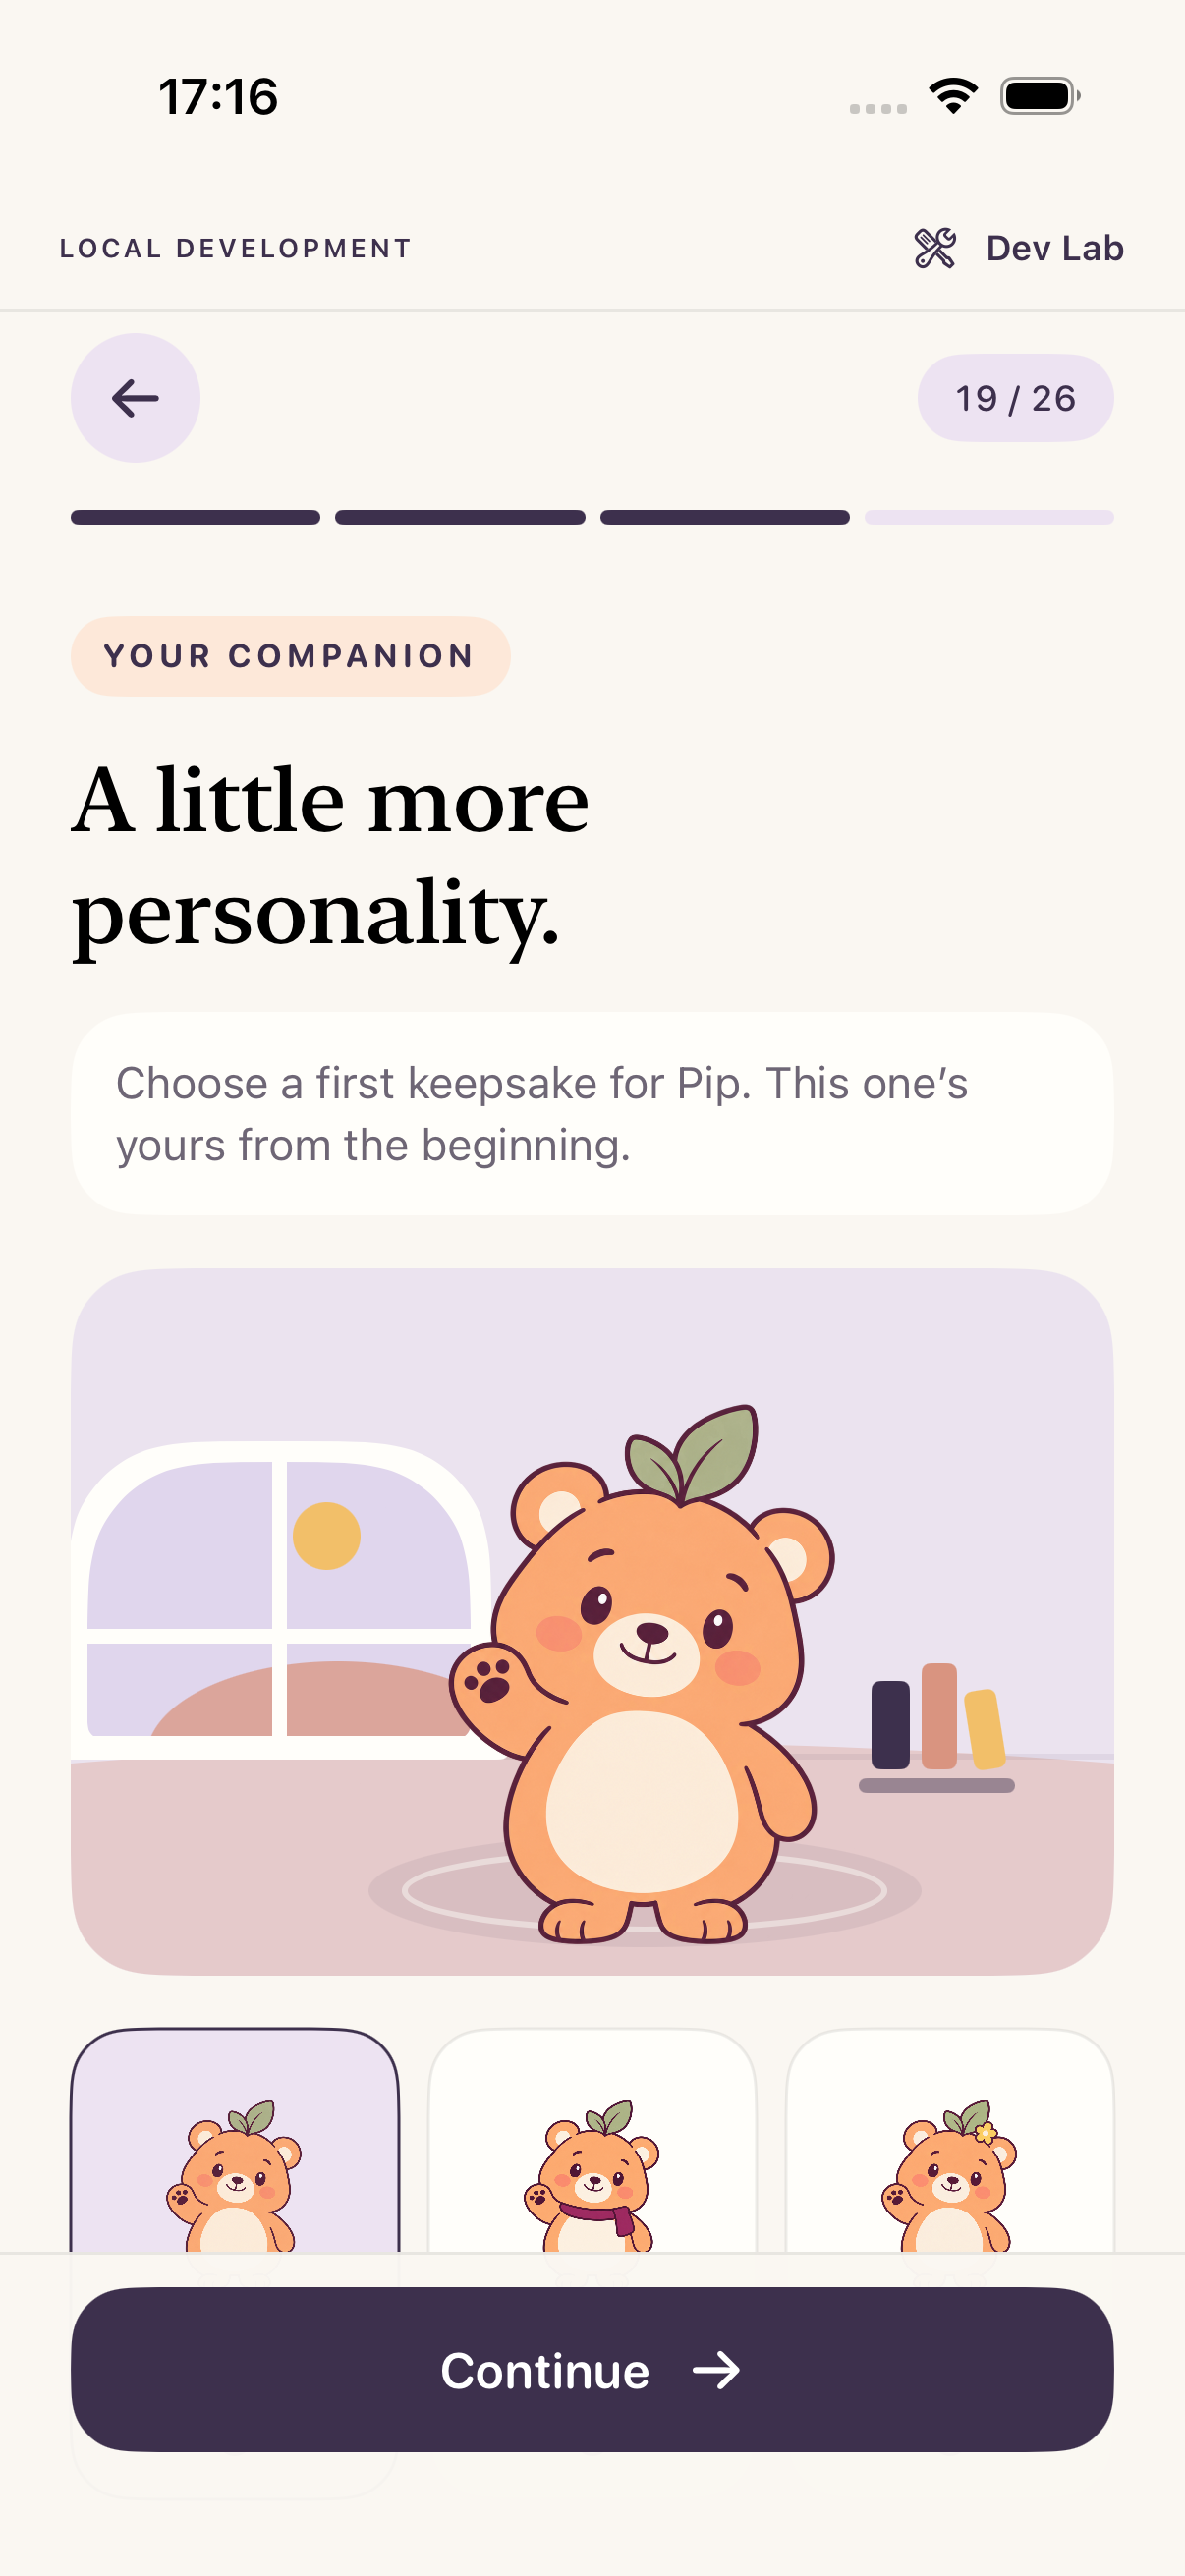 17:16
LOCAL DEVELOPMENT
Dev Lab
19 / 26
YOUR COMPANION
A little more
personality.
Choose a first keepsake for Pip. This one’s
yours from the beginning.
Continue